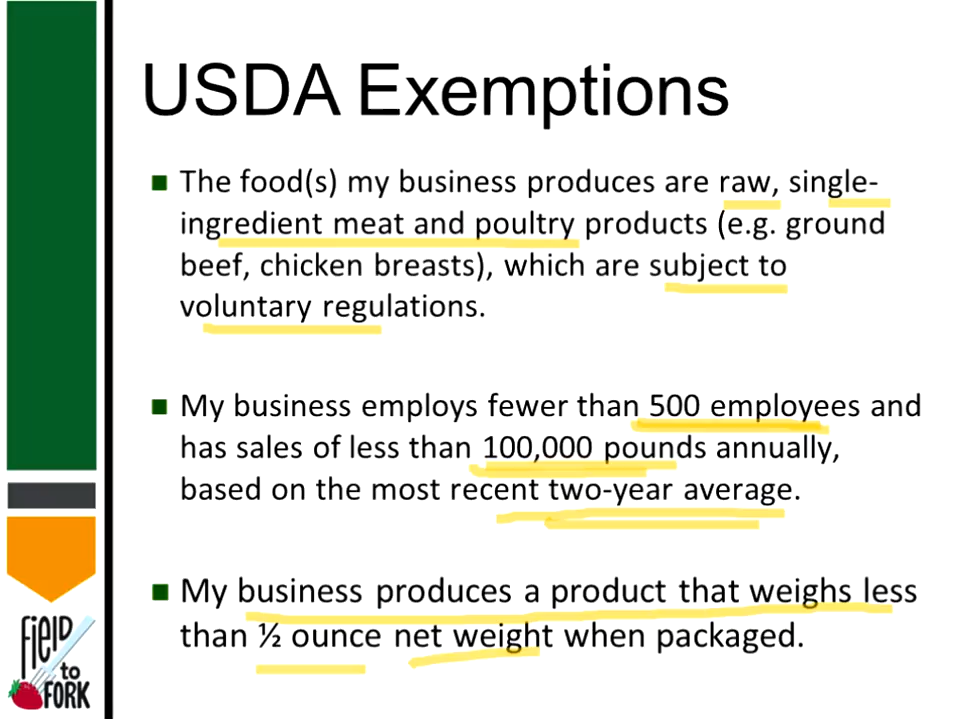 USDA Exemptions
The food(s) my business produces are raw, single-
ingredient meat and poultry products (e.g. ground
beef, chicken breasts), which are subject to
voluntary regulations.
My business employs fewer than 500 employees and
has sales of less than 100,000 pounds annually,
based on the most recent two-year average.
My business produces a product that weighs less
than ½ ounce net weight when packaged.
FiELD
to
FORK